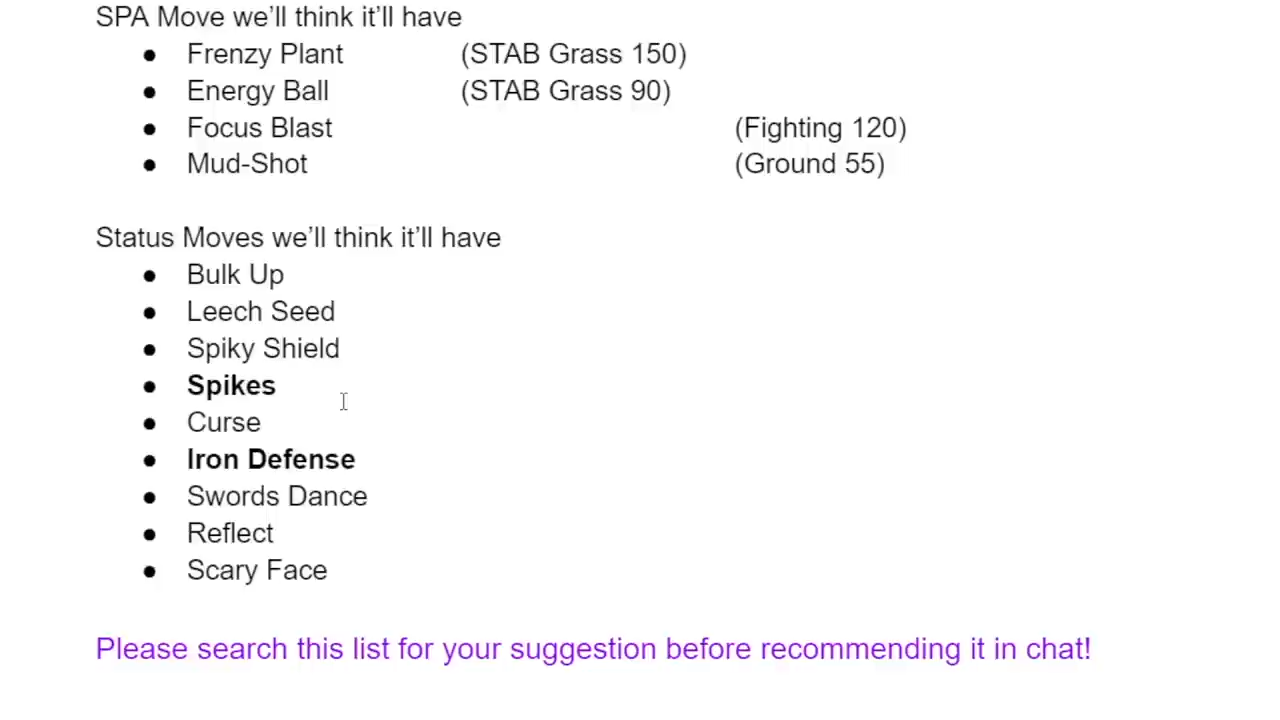 SPA Move we'll think it'll have
● Frenzy Plant (STAB Grass 150)
● Energy Ball (STAB Grass 90)
● Focus Blast (Fighting 120)
● Mud-Shot (Ground 55)
Status Moves we'll think it'll have
● Bulk Up
● Leech Seed
● Spiky Shield
● Spikes
● Curse
● Iron Defense
● Swords Dance
● Reflect
● Scary Face
Please search this list for your suggestion before recommending it in chat!